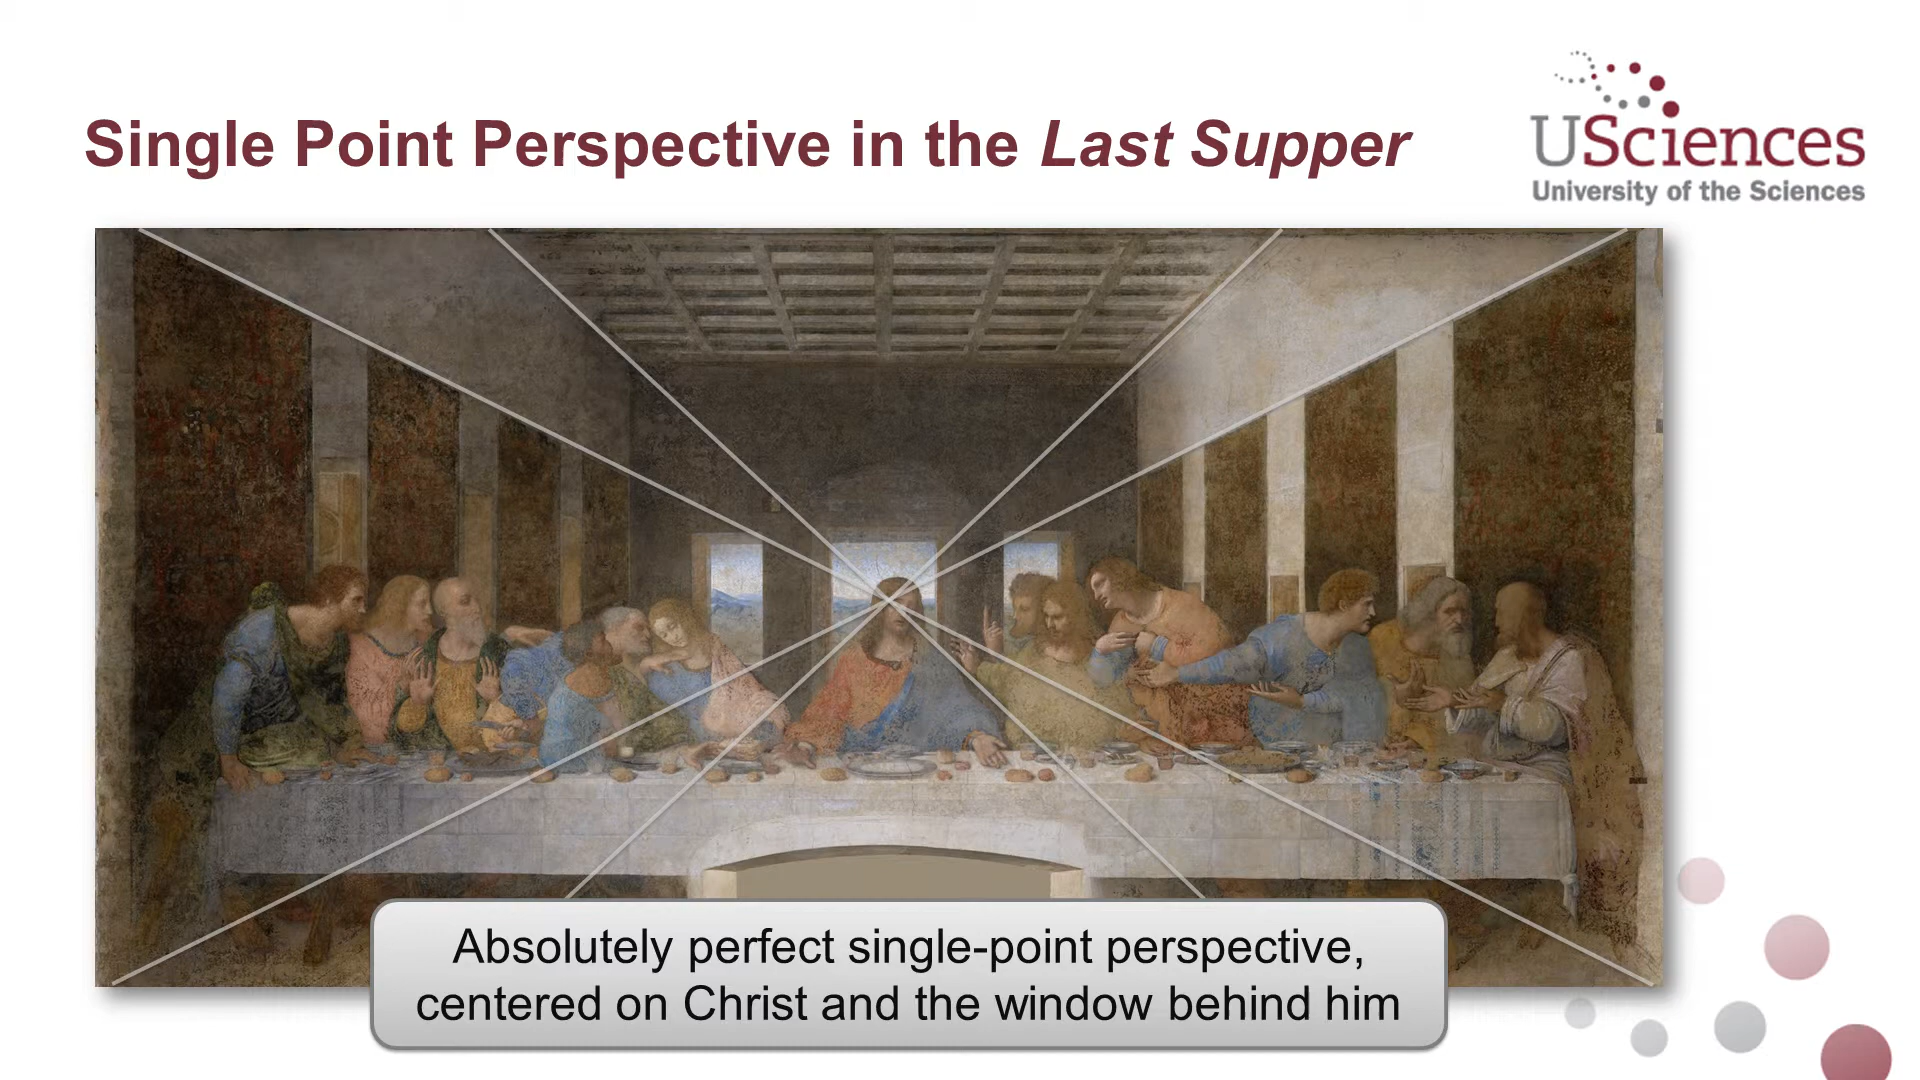 Single Point Perspective in the Last Supper
USciences
University of the Sciences
Absolutely perfect single-point perspective,
centered on Christ and the window behind him